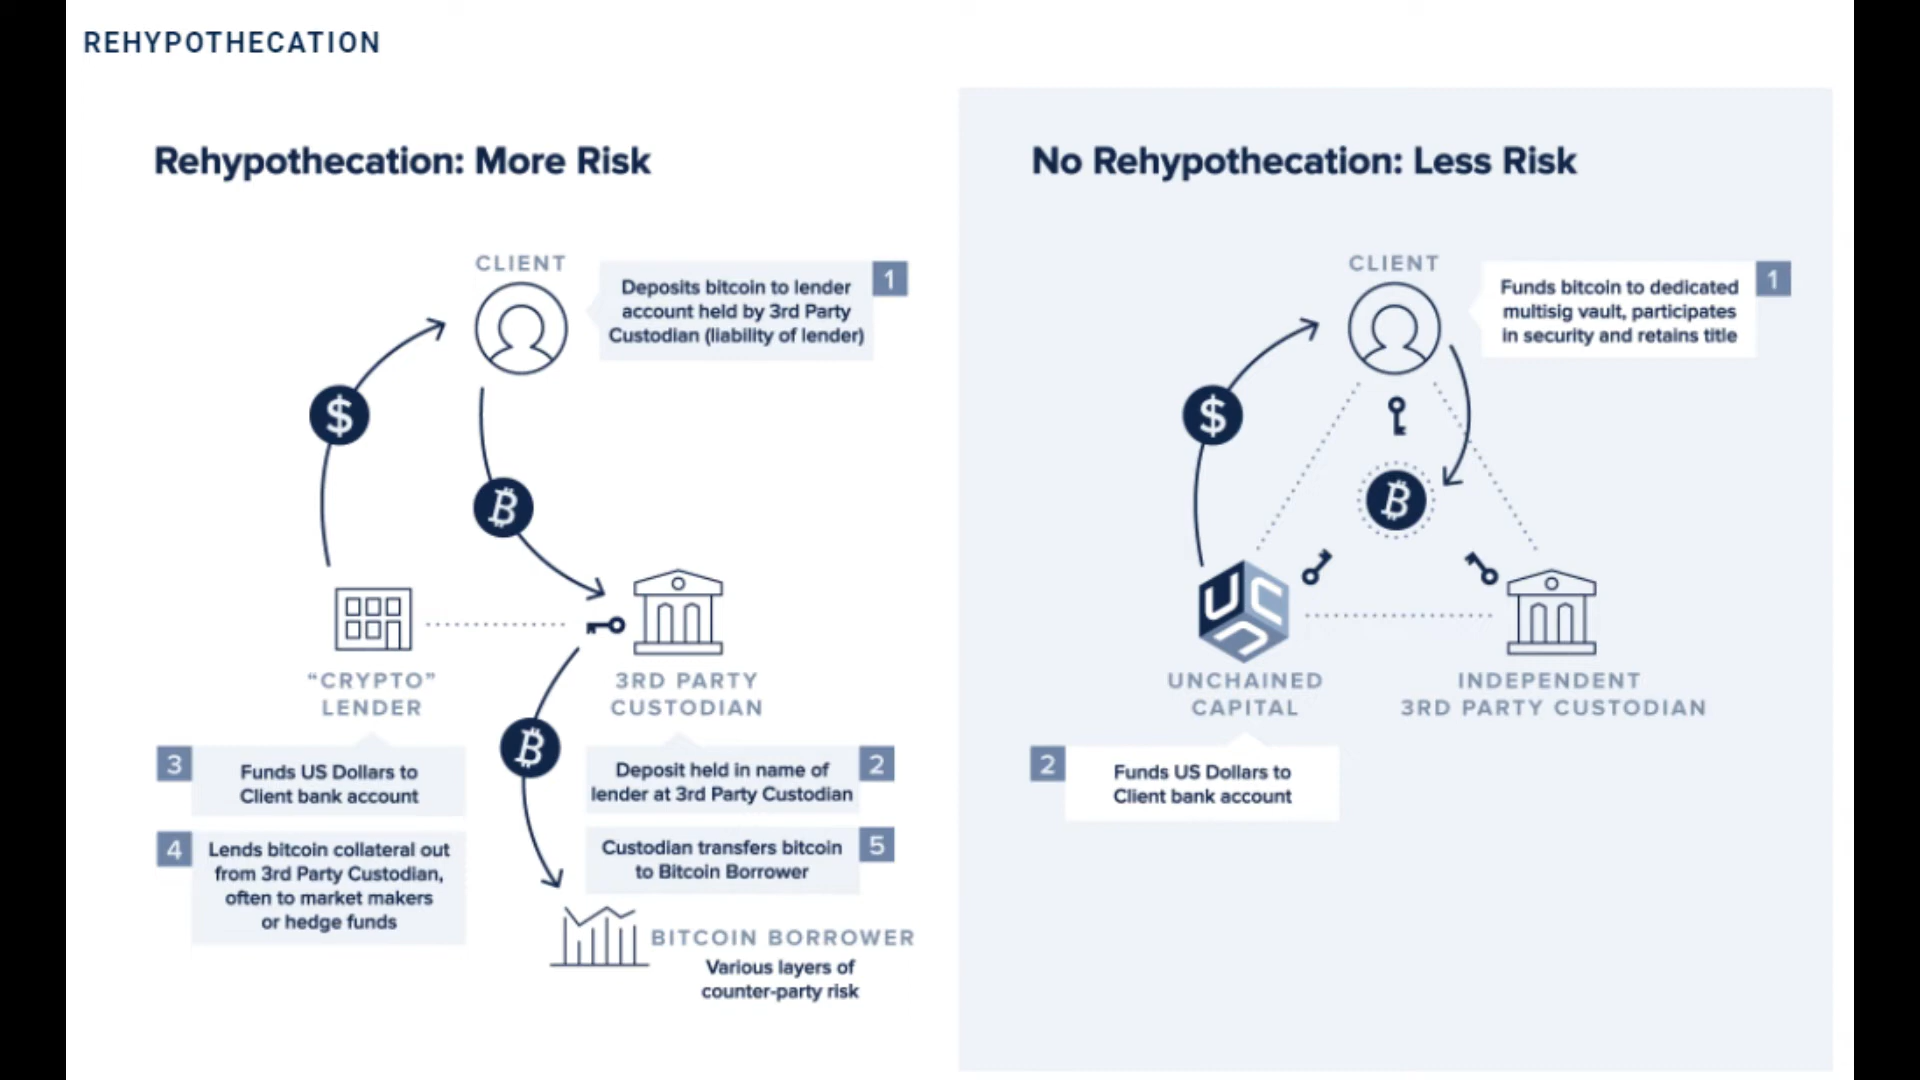 REHYPOTHECATION
Rehypothecation: More Risk
CLIENT
1
Deposits bitcoin to lender
account held by 3rd Party
Custodian (liability of lender)
$
₿
"CRYPTO"
LENDER
3RD PARTY
CUSTODIAN
3
Funds US Dollars to
Client bank account
4
Lends bitcoin collateral out
from 3rd Party Custodian,
often to market makers
or hedge funds
₿
2
Deposit held in name of
lender at 3rd Party Custodian
5
Custodian transfers bitcoin
to Bitcoin Borrower
BITCOIN BORROWER
Various layers of
counter-party risk
No Rehypothecation: Less Risk
CLIENT
1
Funds bitcoin to dedicated
multisig vault, participates
in security and retains title
$
₿
UC
UNCHAINED
CAPITAL
INDEPENDENT
3RD PARTY CUSTODIAN
2
Funds US Dollars to
Client bank account